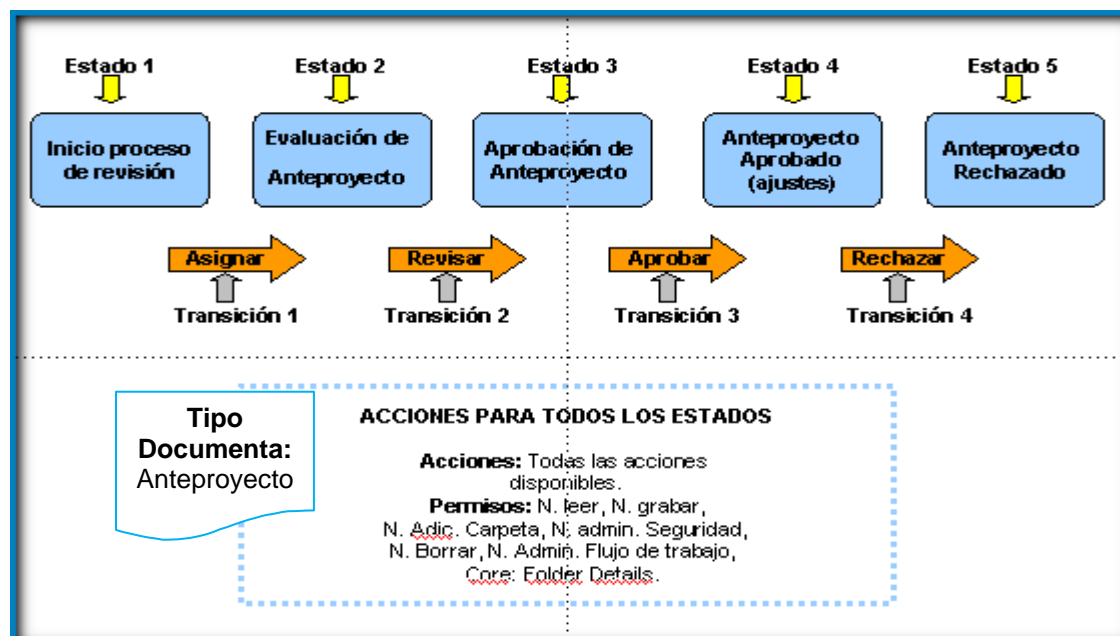 Estado 1
Estado 2
Estado 3
Estado 4
Estado 5
Inicio proceso
de revisión
Evaluación de
Anteproyecto
Aprobación de
Anteproyecto
Anteproyecto
Aprobado
(ajustes)
Anteproyecto
Rechazado
Asignar
Revisar
Aprobar
Rechazar
Transición 1
Transición 2
Transición 3
Transición 4
Tipo
Documenta:
Anteproyecto
ACCIONES PARA TODOS LOS ESTADOS
Acciones: Todas las acciones
disponibles.
Permisos: N. leer, N. grabar,
N. Adic. Carpeta, N. admin. Seguridad,
N. Borrar, N. Admin. Flujo de trabajo,
Core: Folder Details.